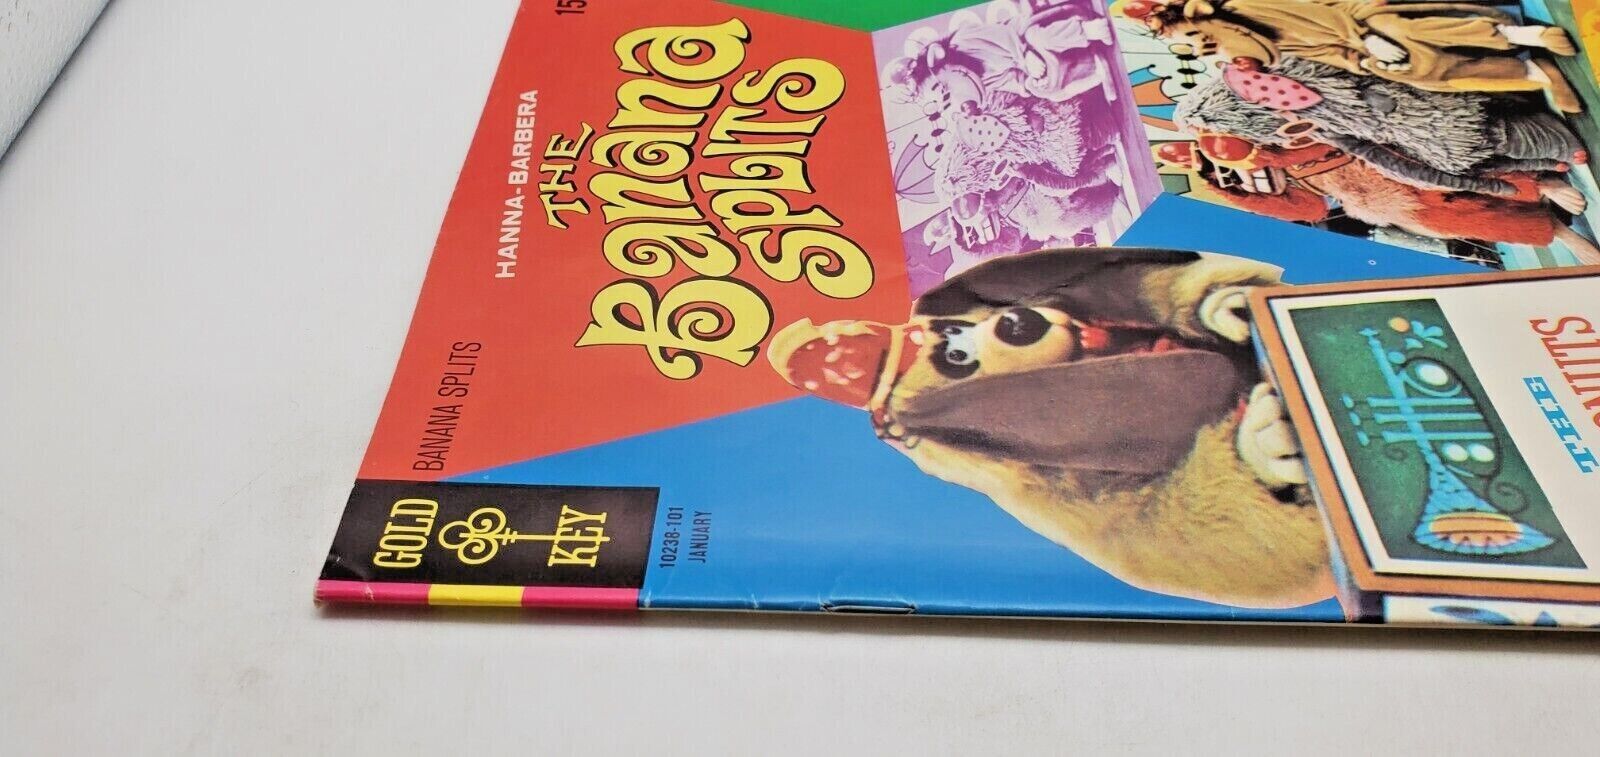 GOLD
KEY
BANANA SPLITS
15
HANNA-BARBERA
THE
Banana
SPLITS
10238-101
JANUARY
THE